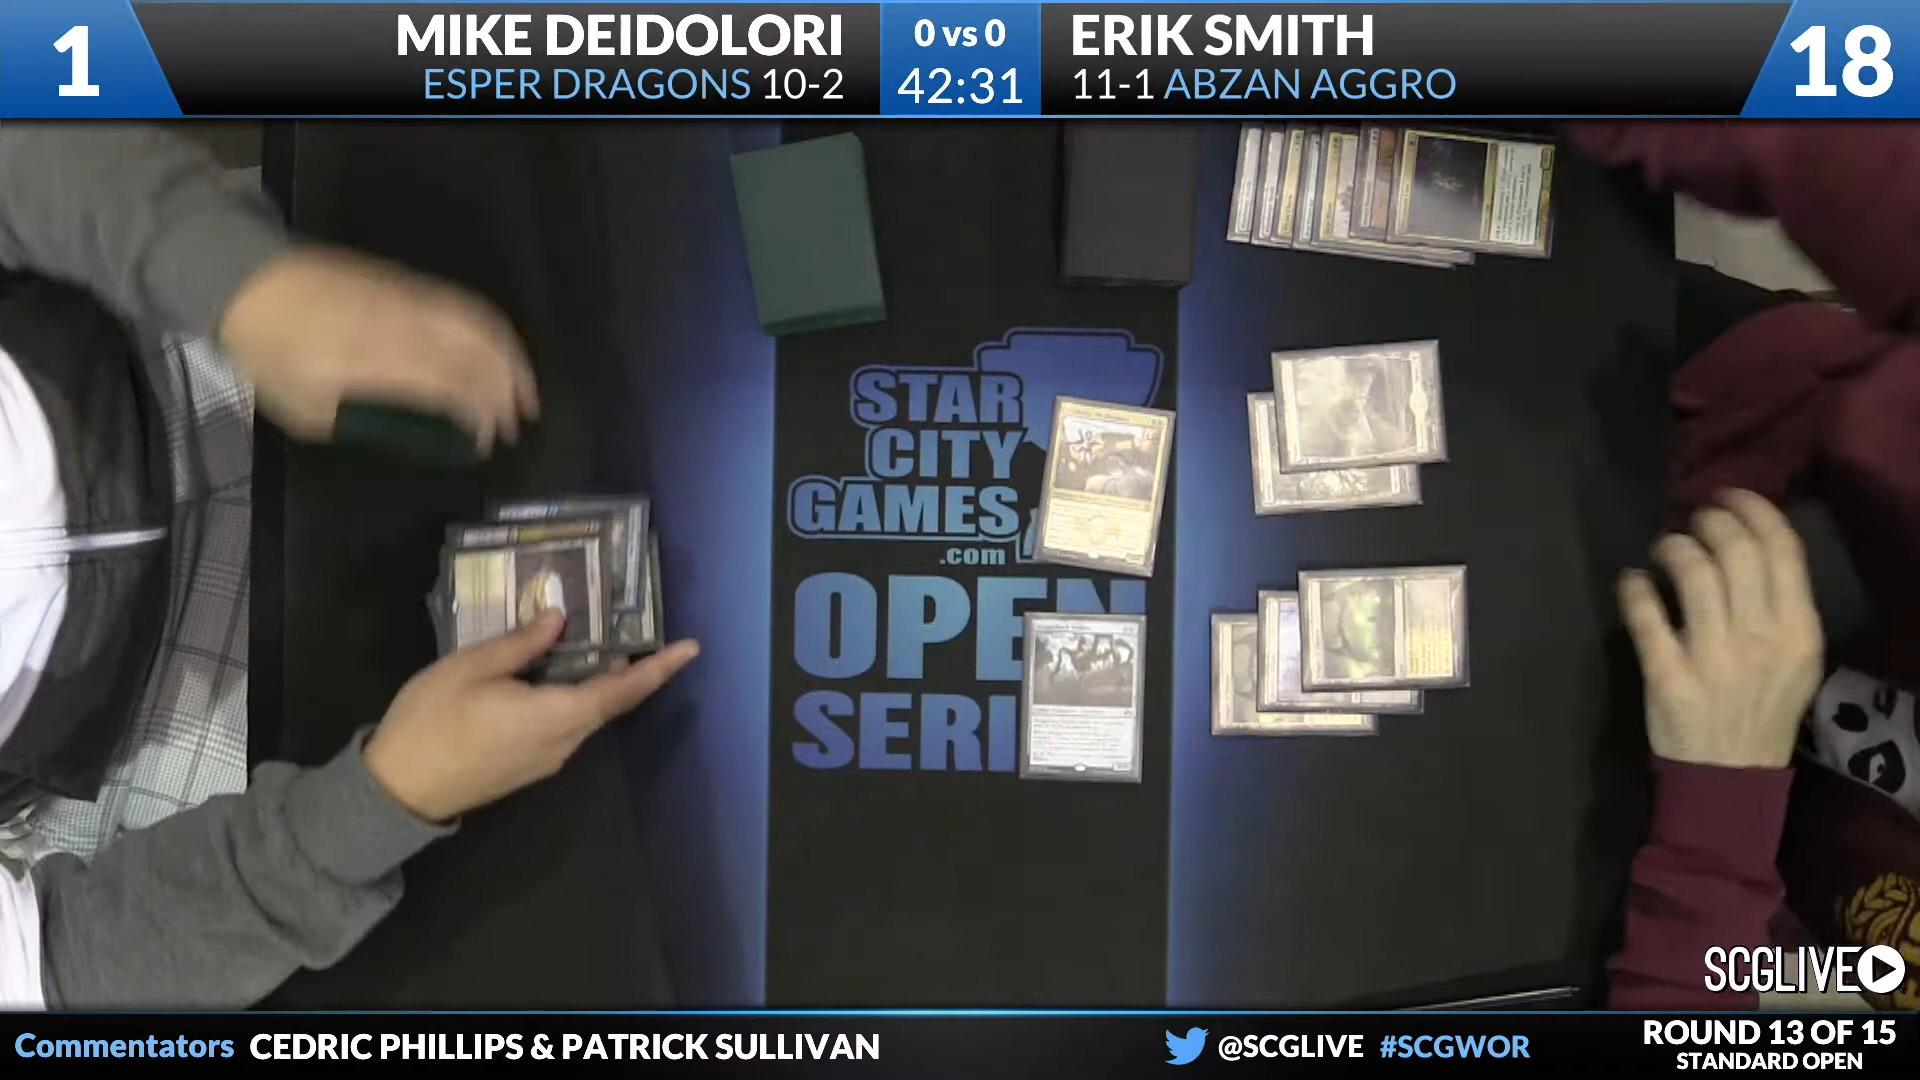 1
MIKE DEIDOLORI
ESPER DRAGONS 10-2
0 vs 0
42:31
ERIK SMITH
11-1 ABZAN AGGRO
18
STAR
CITY
GAMES
.com
OPEN
SERI
SCGLIVE
Commentators CEDRIC PHILLIPS & PATRICK SULLIVAN
@SCGLIVE #SCGWOR
ROUND 13 OF 15
STANDARD OPEN